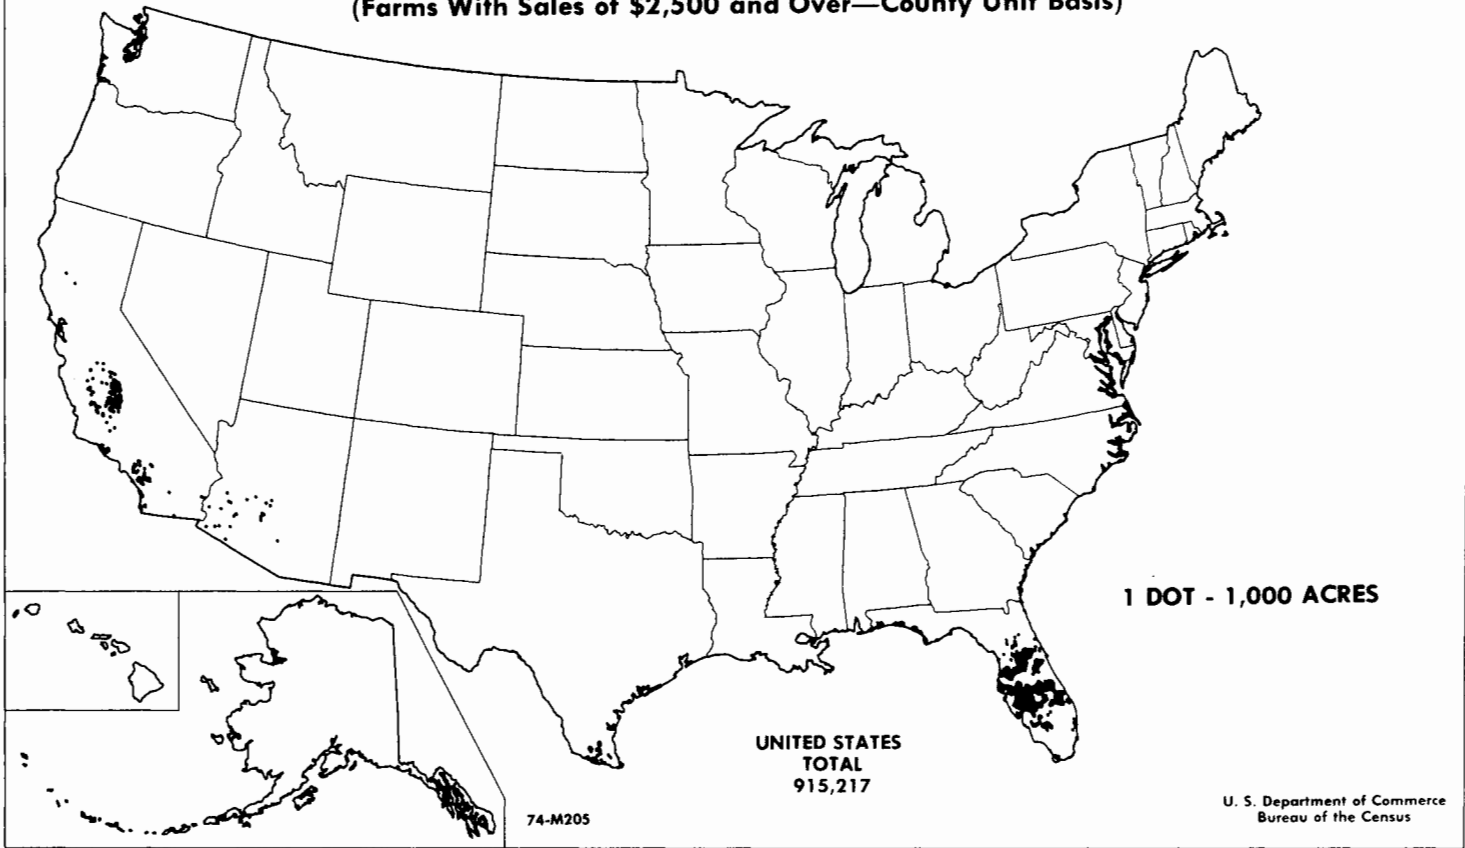 (Farms With Sales of $2,500 and Over—County Unit Basis)
1 DOT - 1,000 ACRES
UNITED STATES
TOTAL
915,217
74-M205
U. S. Department of Commerce
Bureau of the Census